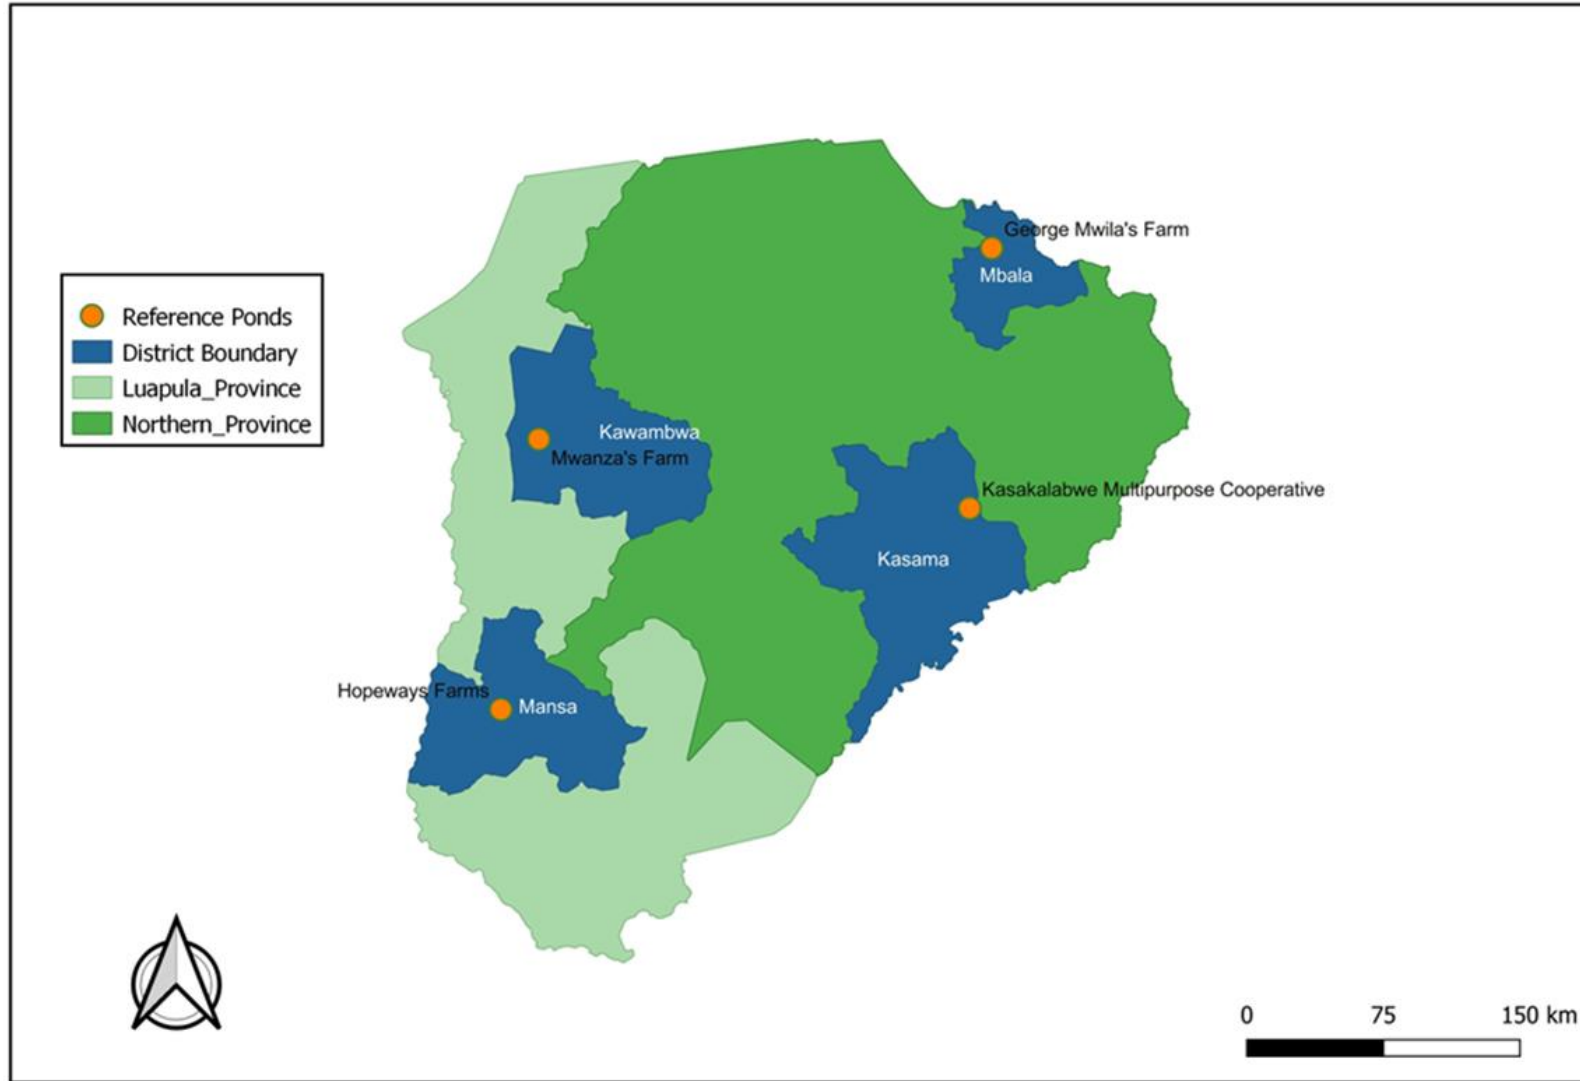 George Mwila's Farm
Mbala
Reference Ponds
District Boundary
Luapula_Province
Northern_Province
Kawambwa
Mwanza's Farm
Kasakalabwe Multipurpose Cooperative
Kasama
Hopeways Farms
Mansa
0 75 150 km